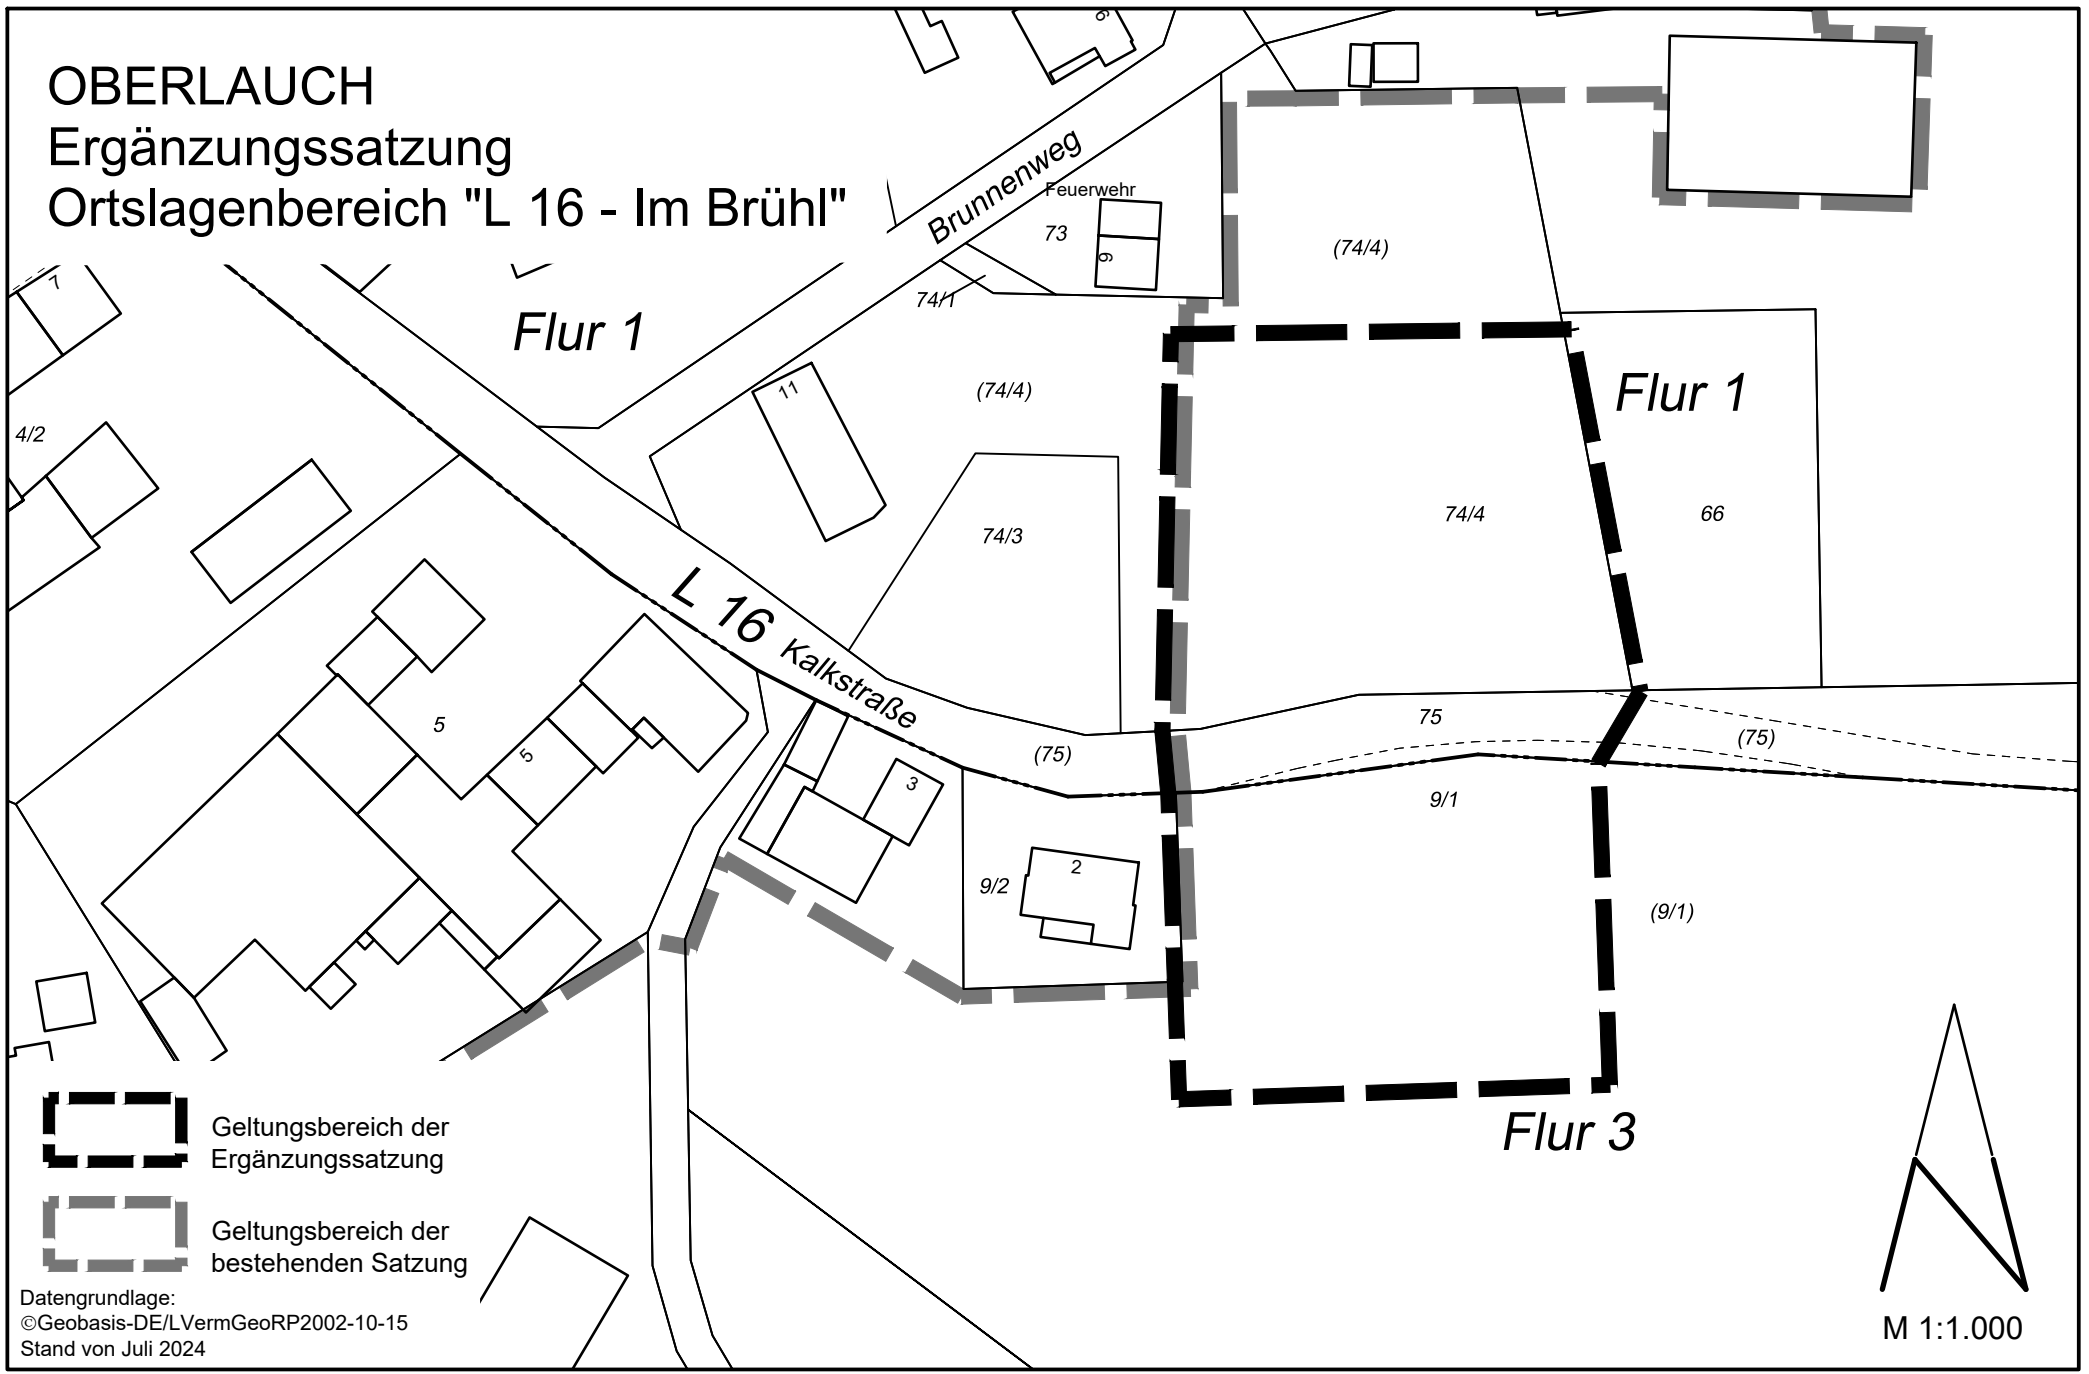 OBERLAUCH
Ergänzungssatzung
Ortslagenbereich "L 16 - Im Brühl"
6
Brunnenweg
Feuerwehr
73
9
(74/4)
74/1
7
Flur 1
11
(74/4)
Flur 1
4/2
74/3
74/4
66
L 16
Kalkstraße
5
5
(75)
75
(75)
3
9/1
2
9/2
(9/1)
Flur 3
Geltungsbereich der
Ergänzungssatzung
Geltungsbereich der
bestehenden Satzung
Datengrundlage:
©Geobasis-DE/LVermGeoRP2002-10-15
Stand von Juli 2024
M 1:1.000